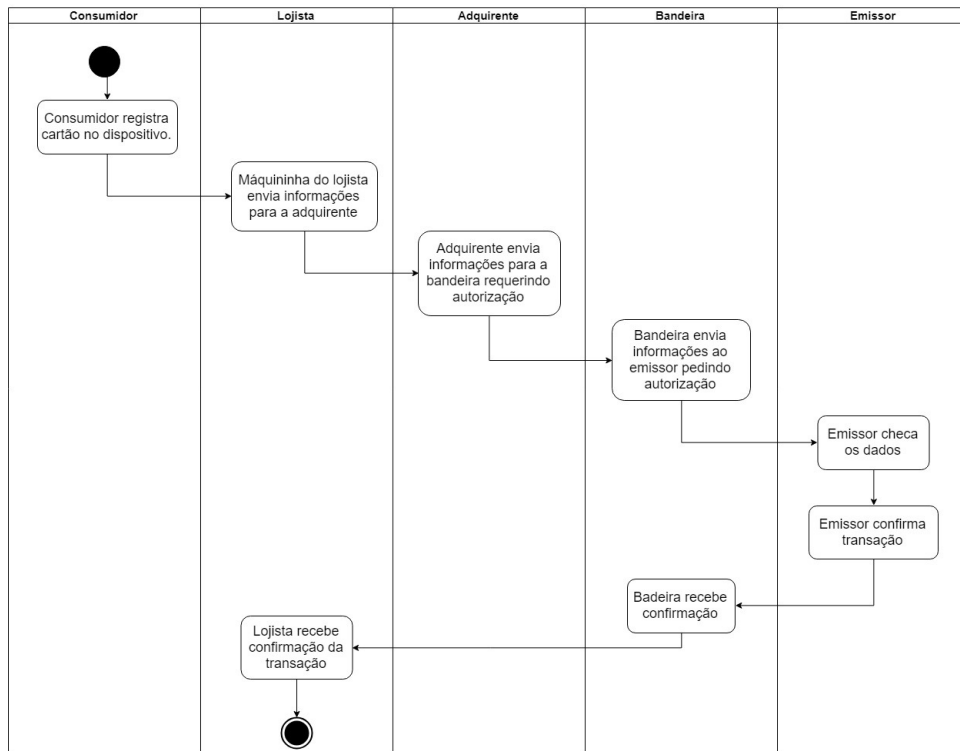 Consumidor
Lojista
Adquirente
Bandeira
Emissor
Consumidor registra
cartão no dispositivo.
Máquininha do lojista
envia informações
para a adquirente
Adquirente envia
informações para a
bandeira requerindo
autorização
Bandeira envia
informações ao
emissor pedindo
autorização
Emissor checa
os dados
Emissor confirma
transação
Badeira recebe
confirmação
Lojista recebe
confirmação da
transação